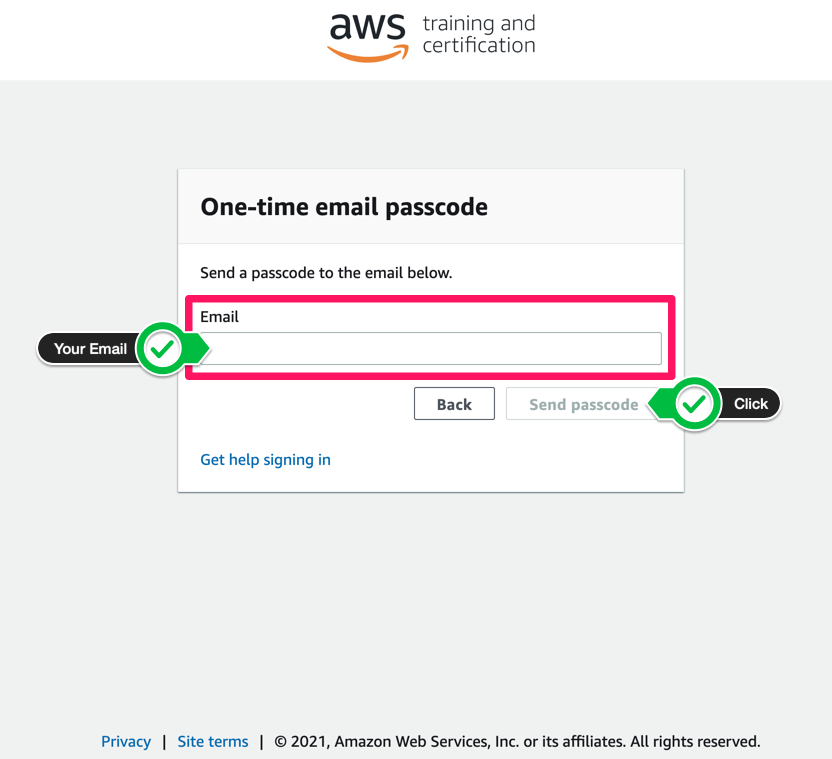 aws training and
certification
One-time email passcode
Send a passcode to the email below.
Email
Your Email
Back
Send passcode
Click
Get help signing in
Privacy | Site terms | © 2021, Amazon Web Services, Inc. or its affiliates. All rights reserved.